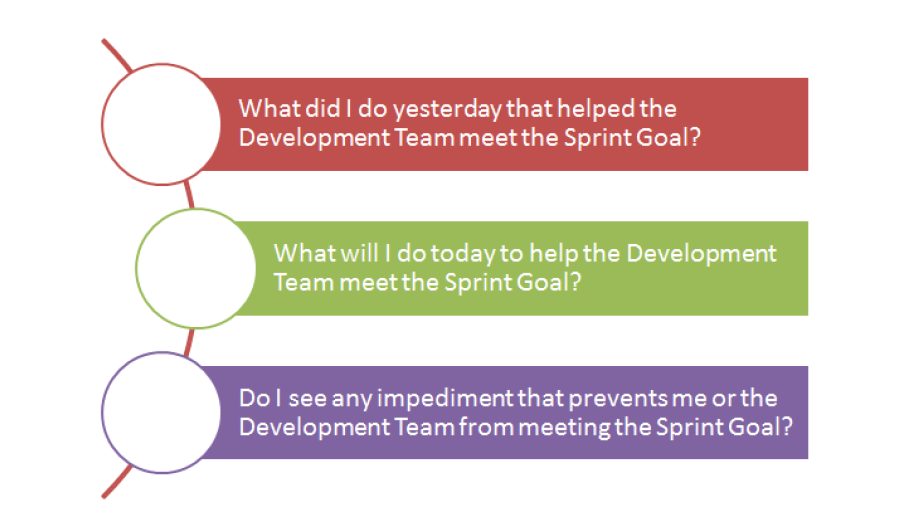 What did I do yesterday that helped the
Development Team meet the Sprint Goal?
What will I do today to help the Development
Team meet the Sprint Goal?
Do I see any impediment that prevents me or the
Development Team from meeting the Sprint Goal?